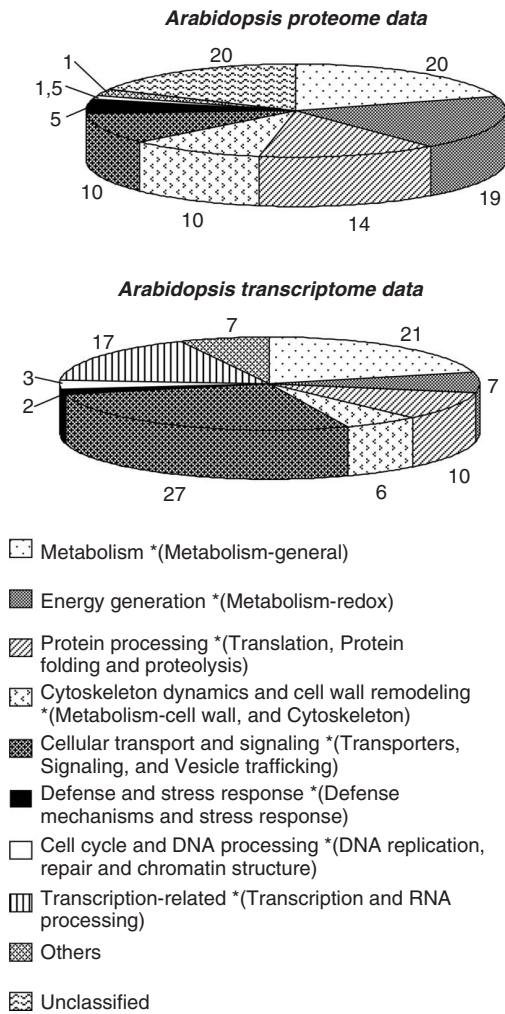 Arabidopsis proteome data
20
20
1
1,5
5
10
10
14
19
Arabidopsis transcriptome data
7
21
17
3
2
7
10
27
6
Metabolism *(Metabolism-general)
Energy generation *(Metabolism-redox)
Protein processing *(Translation, Protein
folding and proteolysis)
Cytoskeleton dynamics and cell wall remodeling
*(Metabolism-cell wall, and Cytoskeleton)
Cellular transport and signaling *(Transporters,
Signaling, and Vesicle trafficking)
Defense and stress response *(Defense
mechanisms and stress response)
Cell cycle and DNA processing *(DNA replication,
repair and chromatin structure)
Transcription-related *(Transcription and RNA
processing)
Others
Unclassified